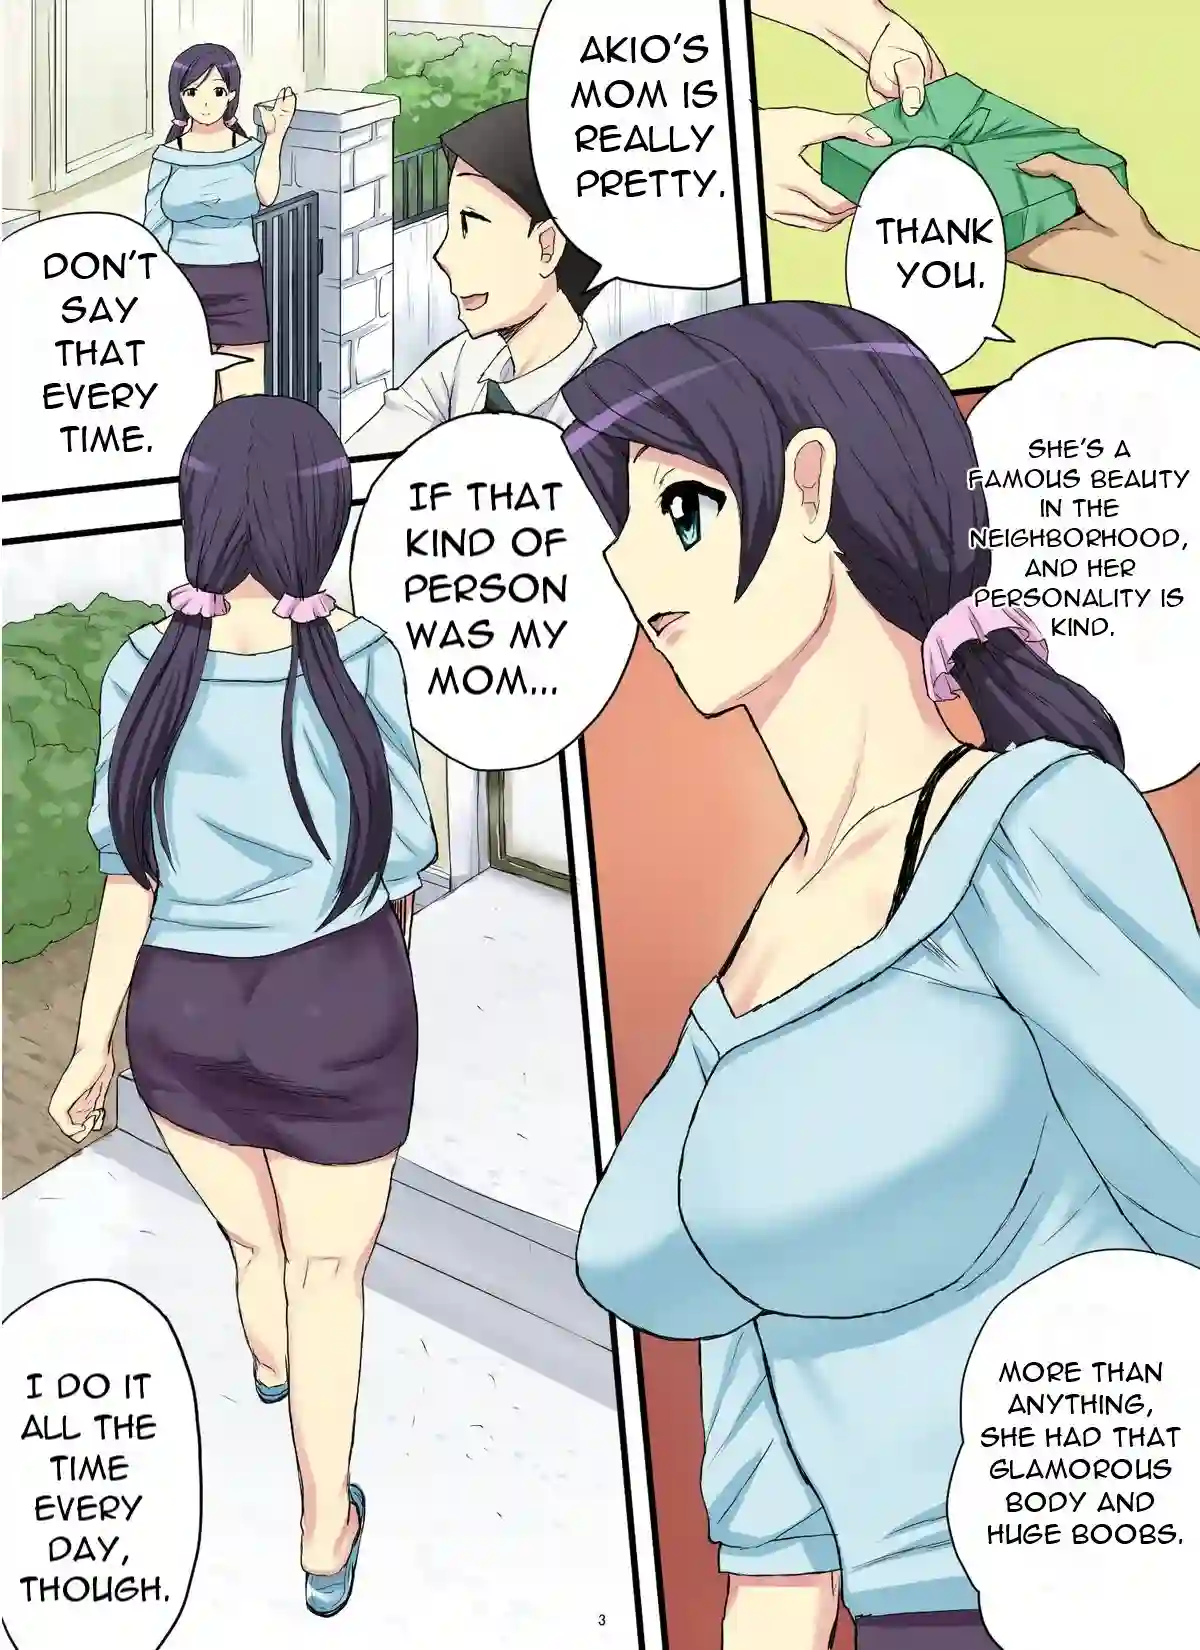 THANK
YOU.
AKIO'S
MOM IS
REALLY
PRETTY.
DON'T
SAY
THAT
EVERY
TIME.
SHE'S A
FAMOUS BEAUTY
IN THE
NEIGHBORHOOD,
AND HER
PERSONALITY IS
KIND.
MORE THAN
ANYTHING,
SHE HAD THAT
GLAMOROUS
BODY AND
HUGE BOOBS.
IF THAT
KIND OF
PERSON
WAS MY
MOM...
I DO IT
ALL THE
TIME
EVERY
DAY,
THOUGH.
3